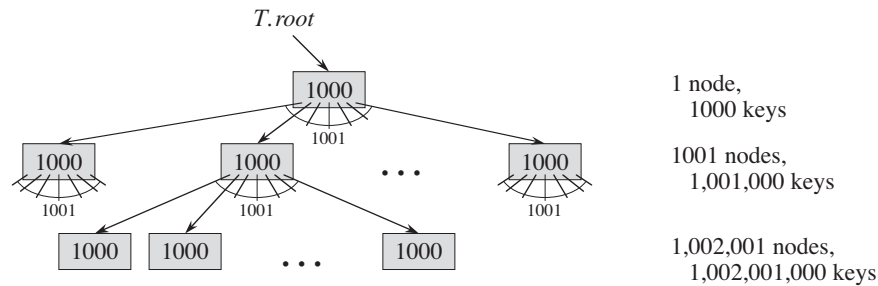 T.root
1000
1 node,
1000 keys
1001
1000 1000 ... 1000
1001 nodes,
1,001,000 keys
1001 1001 1001
1000 1000 ... 1000
1,002,001 nodes,
1,002,001,000 keys